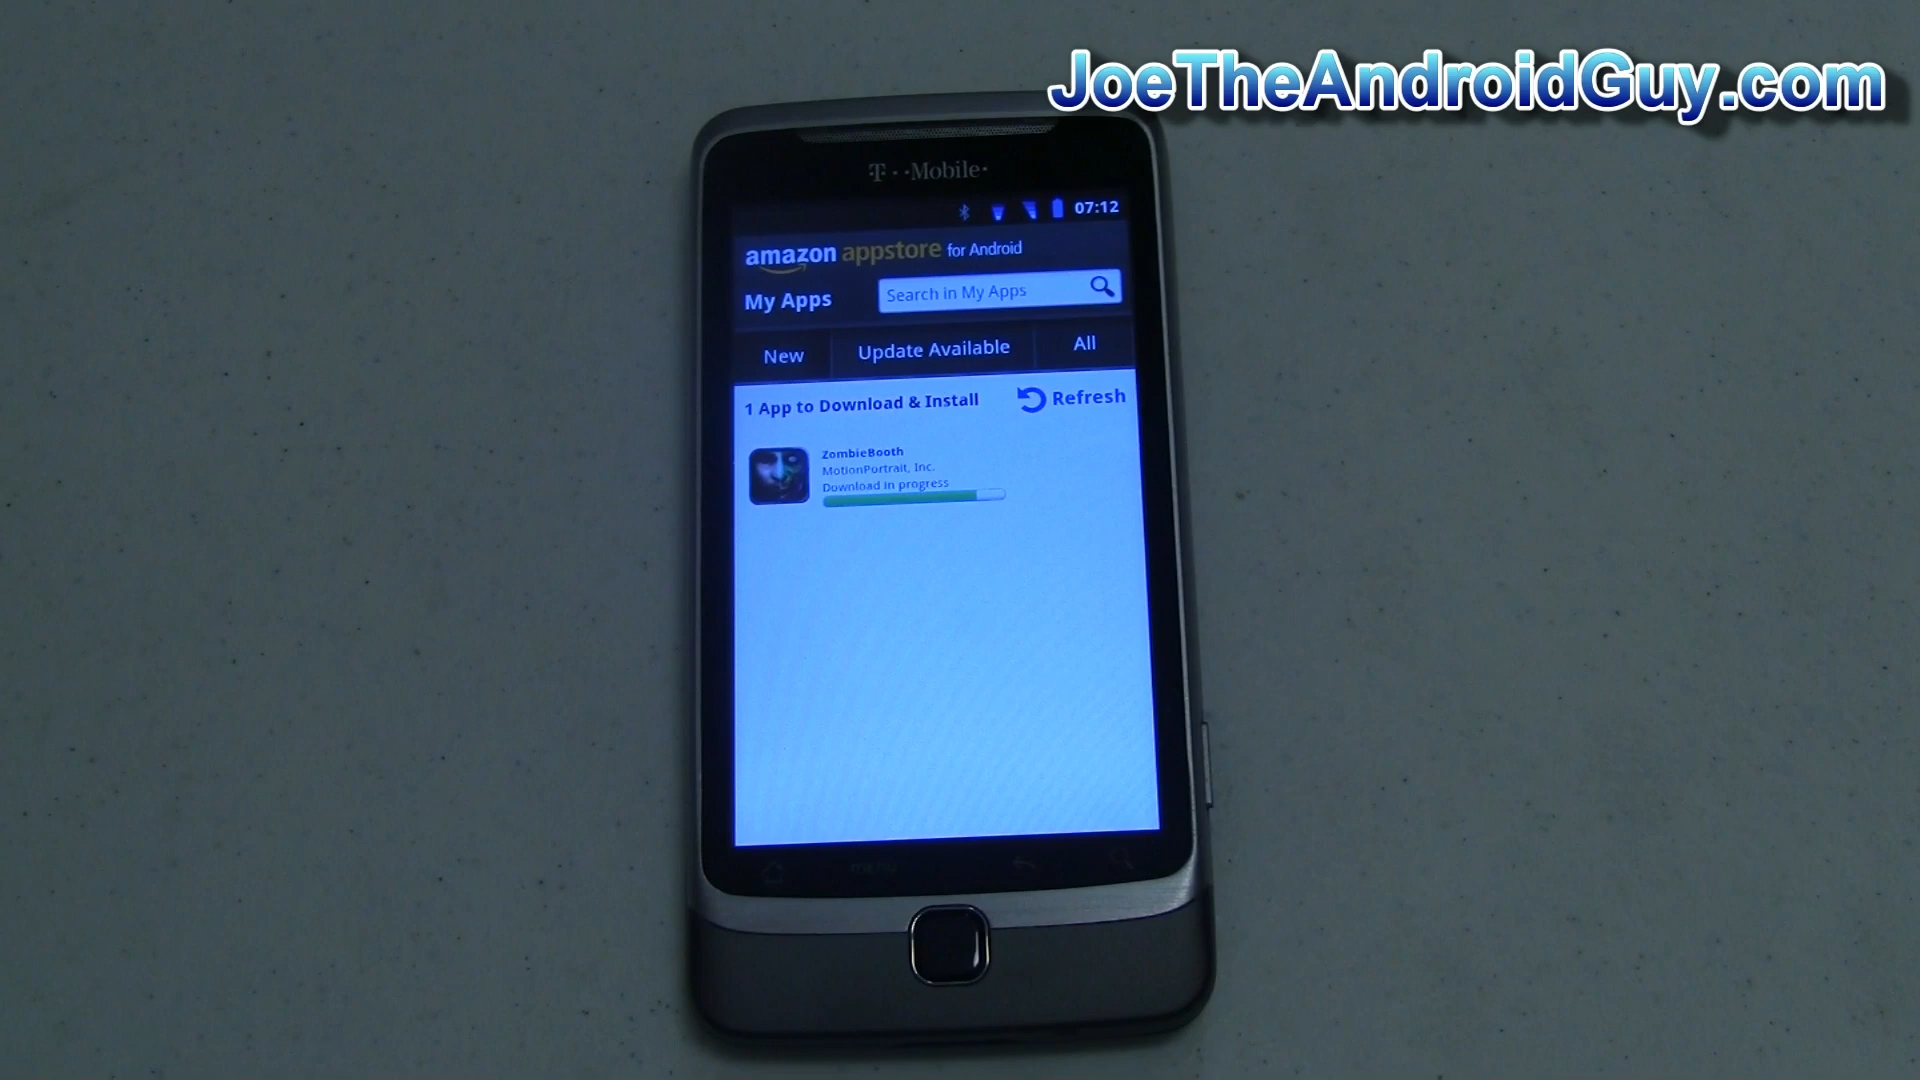 JoeTheAndroidGuy.com
T··Mobile·
07:12
amazon appstore for Android
My Apps
Search in My Apps
New
Update Available
All
1 App to Download & Install
Refresh
ZombieBooth
MotionPortrait, Inc.
Download in progress
MENU